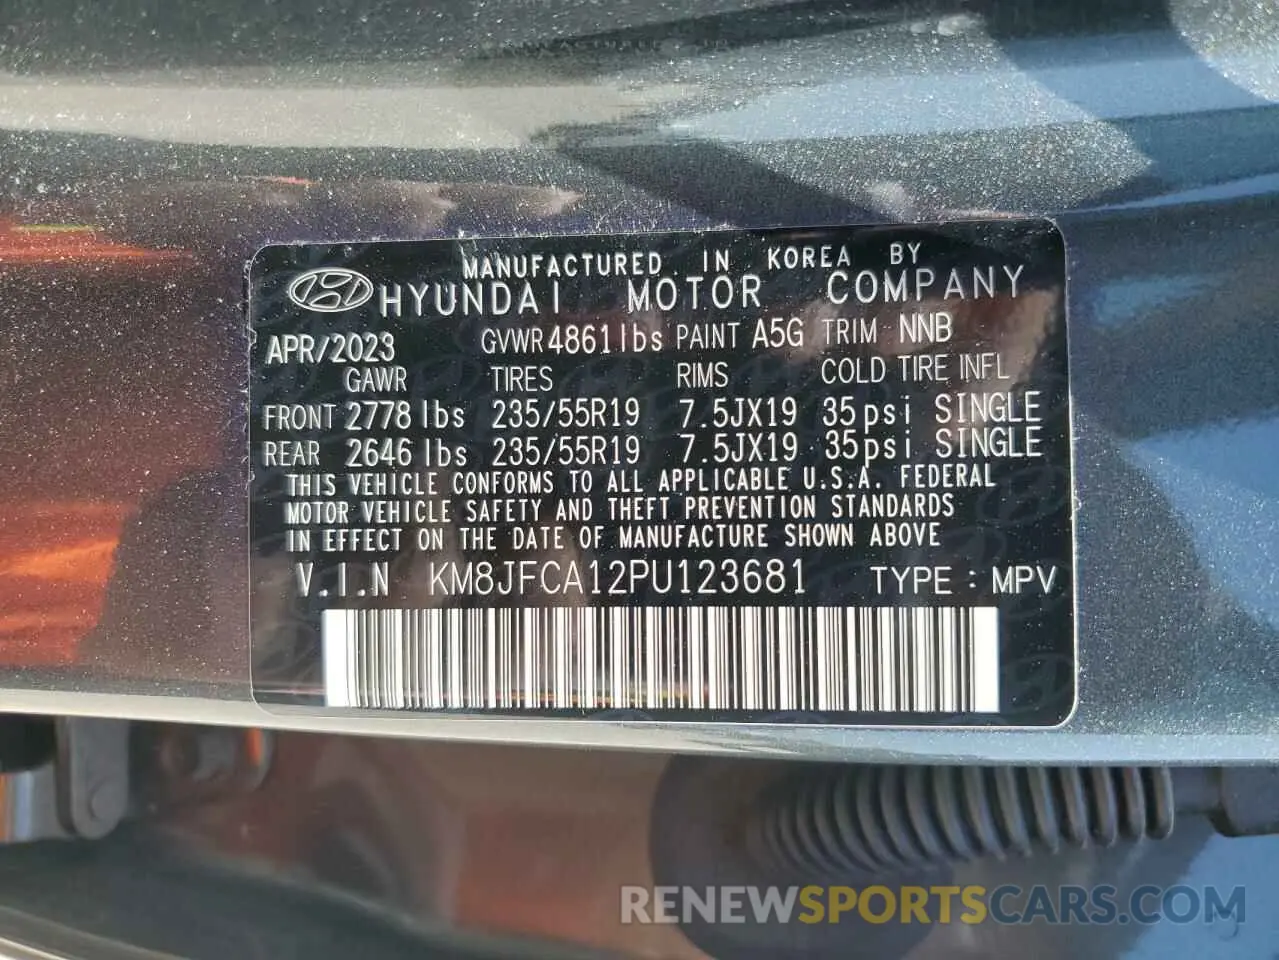 MANUFACTURED IN KOREA BY
HYUNDAI MOTOR COMPANY
APR/2023 GVWR 4861lbs PAINT A5G TRIM NNB
GAWR TIRES RIMS COLD TIRE INFL
FRONT 2778 lbs 235/55R19 7.5JX19 35psi SINGLE
REAR 2646 lbs 235/55R19 7.5JX19 35psi SINGLE
THIS VEHICLE CONFORMS TO ALL APPLICABLE U.S.A. FEDERAL
MOTOR VEHICLE SAFETY AND THEFT PREVENTION STANDARDS
IN EFFECT ON THE DATE OF MANUFACTURE SHOWN ABOVE
V.I.N KM8JFCA12PU123681 TYPE : MPV
RENEWSPORTSCARS.COM